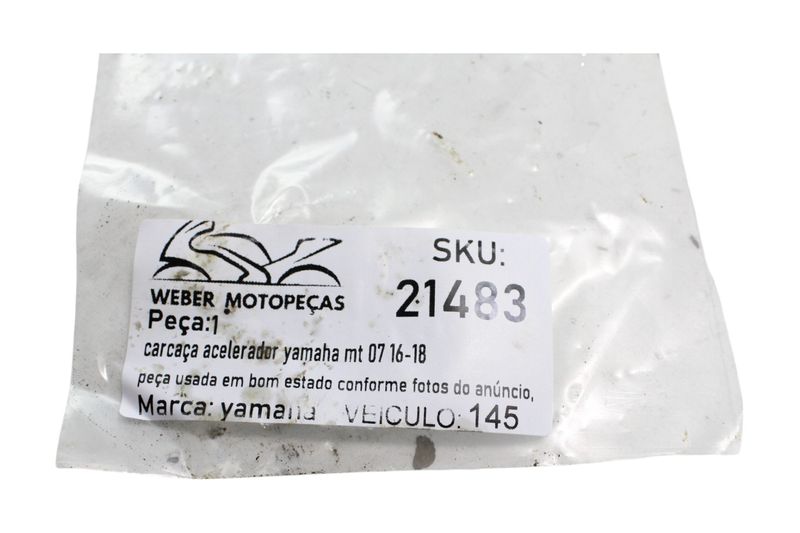 WEBER MOTOPEÇAS
SKU:
21483
Peça:1
carcaça acelerador yamaha mt 07 16-18
peça usada em bom estado conforme fotos do anúncio,
Marca: yamaha VEICULO: 145